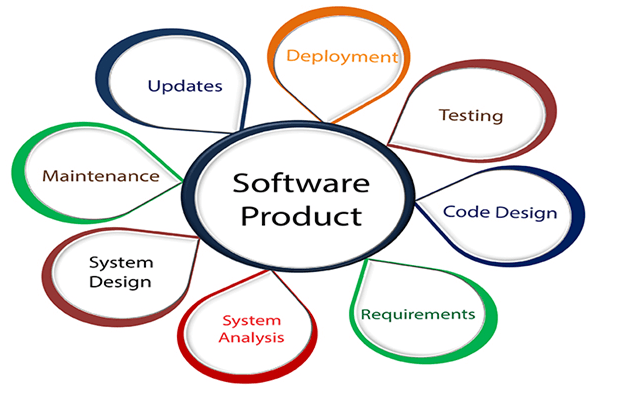 Deployment
Updates
Testing
Maintenance
Software
Product
Code Design
System
Design
System
Analysis
Requirements